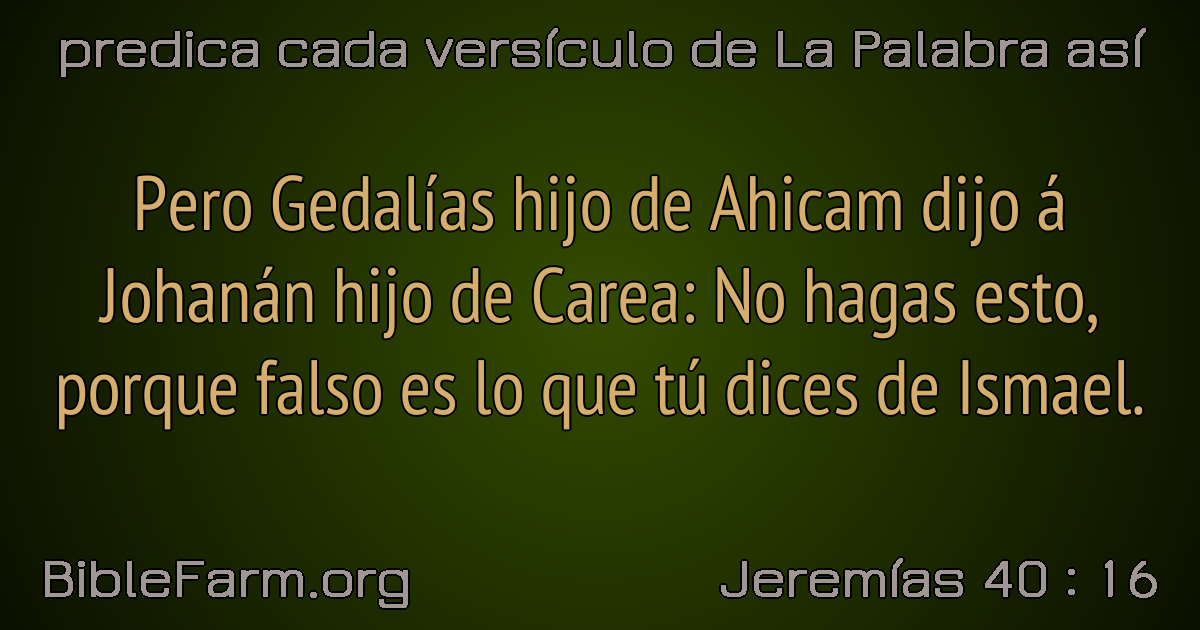 predica cada versículo de La Palabra así
Pero Gedalías hijo de Ahicam dijo á
Johanán hijo de Carea: No hagas esto,
porque falso es lo que tú dices de Ismael.
BibleFarm.org
Jeremías 40 : 16